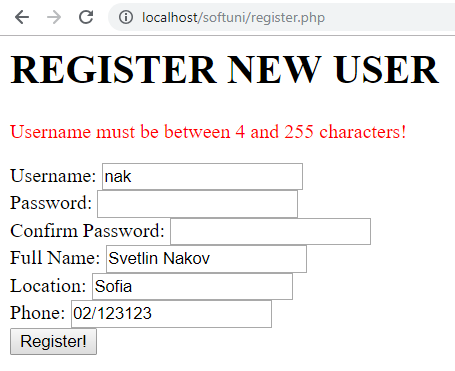 localhost/softuni/register.php
REGISTER NEW USER
Username must be between 4 and 255 characters!
Username: nak
Password:
Confirm Password:
Full Name: Svetlin Nakov
Location: Sofia
Phone: 02/123123
Register!